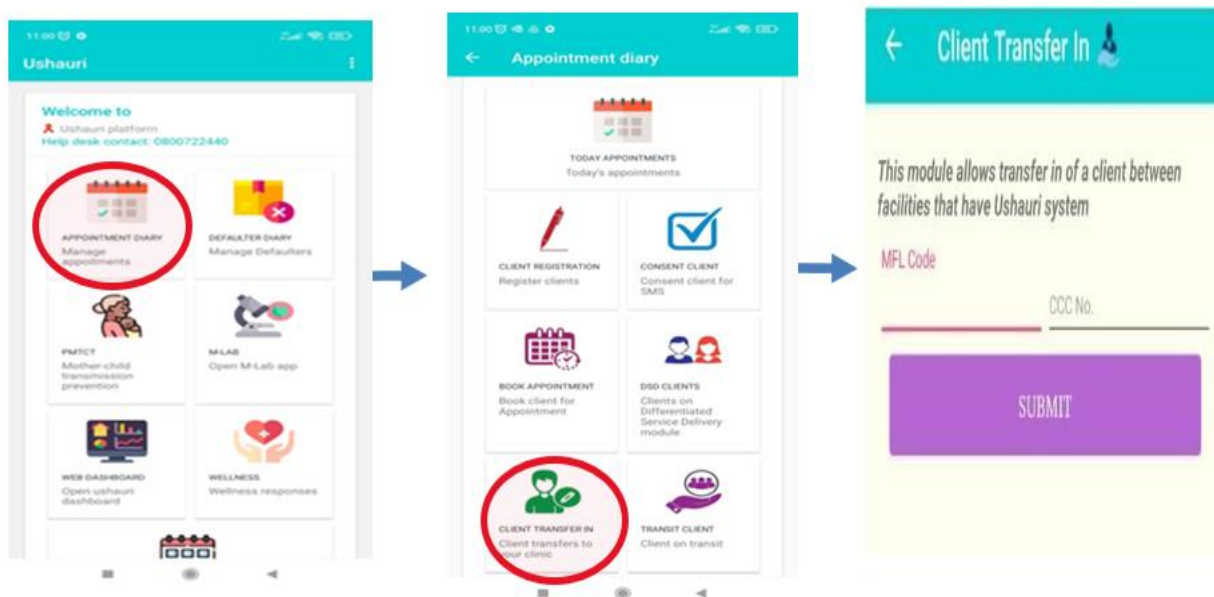 11:00
Ushauri
Welcome to
Ushauri platform
Help desk contact: 0800722440
APPOINTMENT DIARY
Manage
appointments
DEFAULTER DIARY
Manage Defaulters
PMTCT
Mother-child
transmission
prevention
M-LAB
Open M-Lab app
WEB DASHBOARD
Open ushauri
dashboard
WELLNESS
Wellness responses
11:00
Appointment diary
TODAY APPOINTMENTS
Today's appointments
CLIENT REGISTRATION
Register clients
CONSENT CLIENT
Consent client for
SMS
BOOK APPOINTMENT
Book client for
Appointment
DSD CLIENTS
Clients on
Differentiated
Service Delivery
module
CLIENT TRANSFER IN
Client transfers to
your clinic
TRANSIT CLIENT
Client on transit
Client Transfer In
This module allows transfer in of a client between
facilities that have Ushauri system
MFL Code
CCC No.
SUBMIT